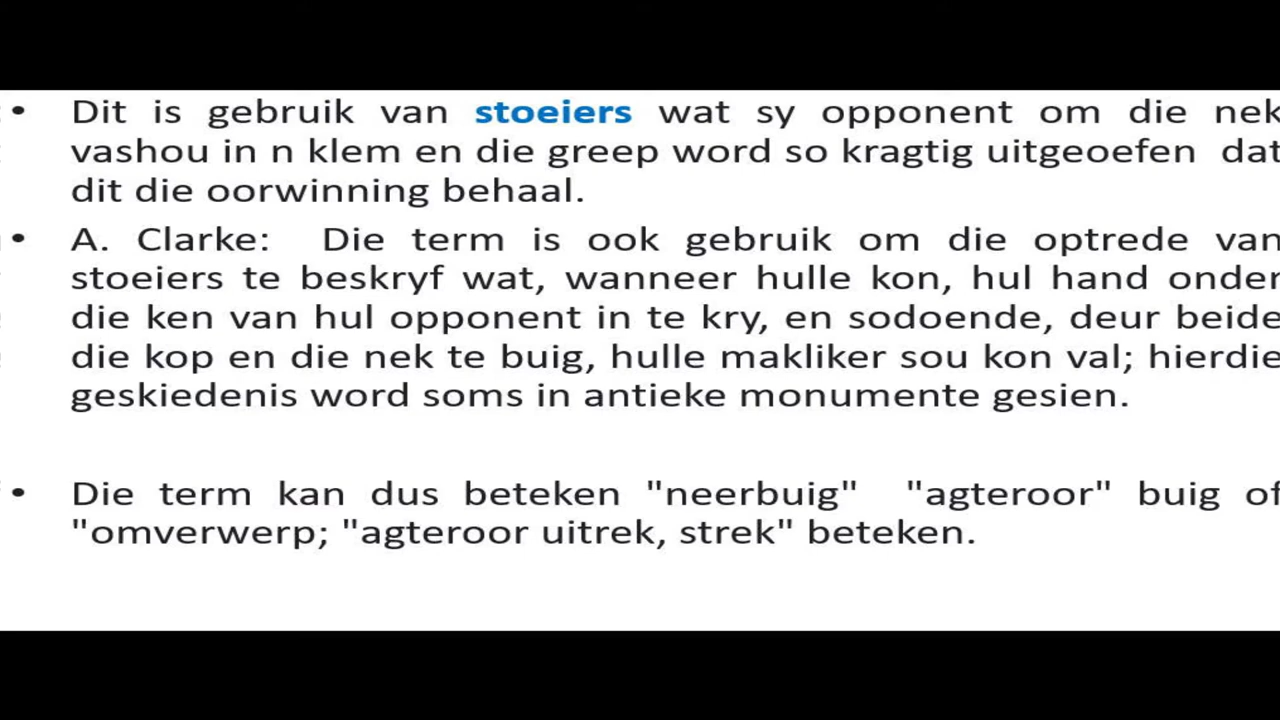 • Dit is gebruik van stoeiers wat sy opponent om die nek
vashou in n klem en die greep word so kragtig uitgeoefen dat
dit die oorwinning behaal.
• A. Clarke: Die term is ook gebruik om die optrede van
stoeiers te beskryf wat, wanneer hulle kon, hul hand onder
die ken van hul opponent in te kry, en sodoende, deur beide
die kop en die nek te buig, hulle makliker sou kon val; hierdie
geskiedenis word soms in antieke monumente gesien.
• Die term kan dus beteken "neerbuig" "agteroor" buig of
"omverwerp; "agteroor uitrek, strek" beteken.